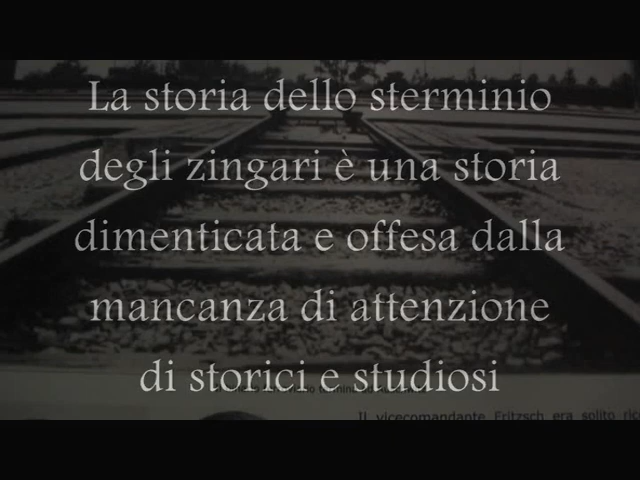 La storia dello sterminio
degli zingari è una storia
dimenticata e offesa dalla
mancanza di attenzione
di storici e studiosi
Il vicecomandante Fritzsch era solito